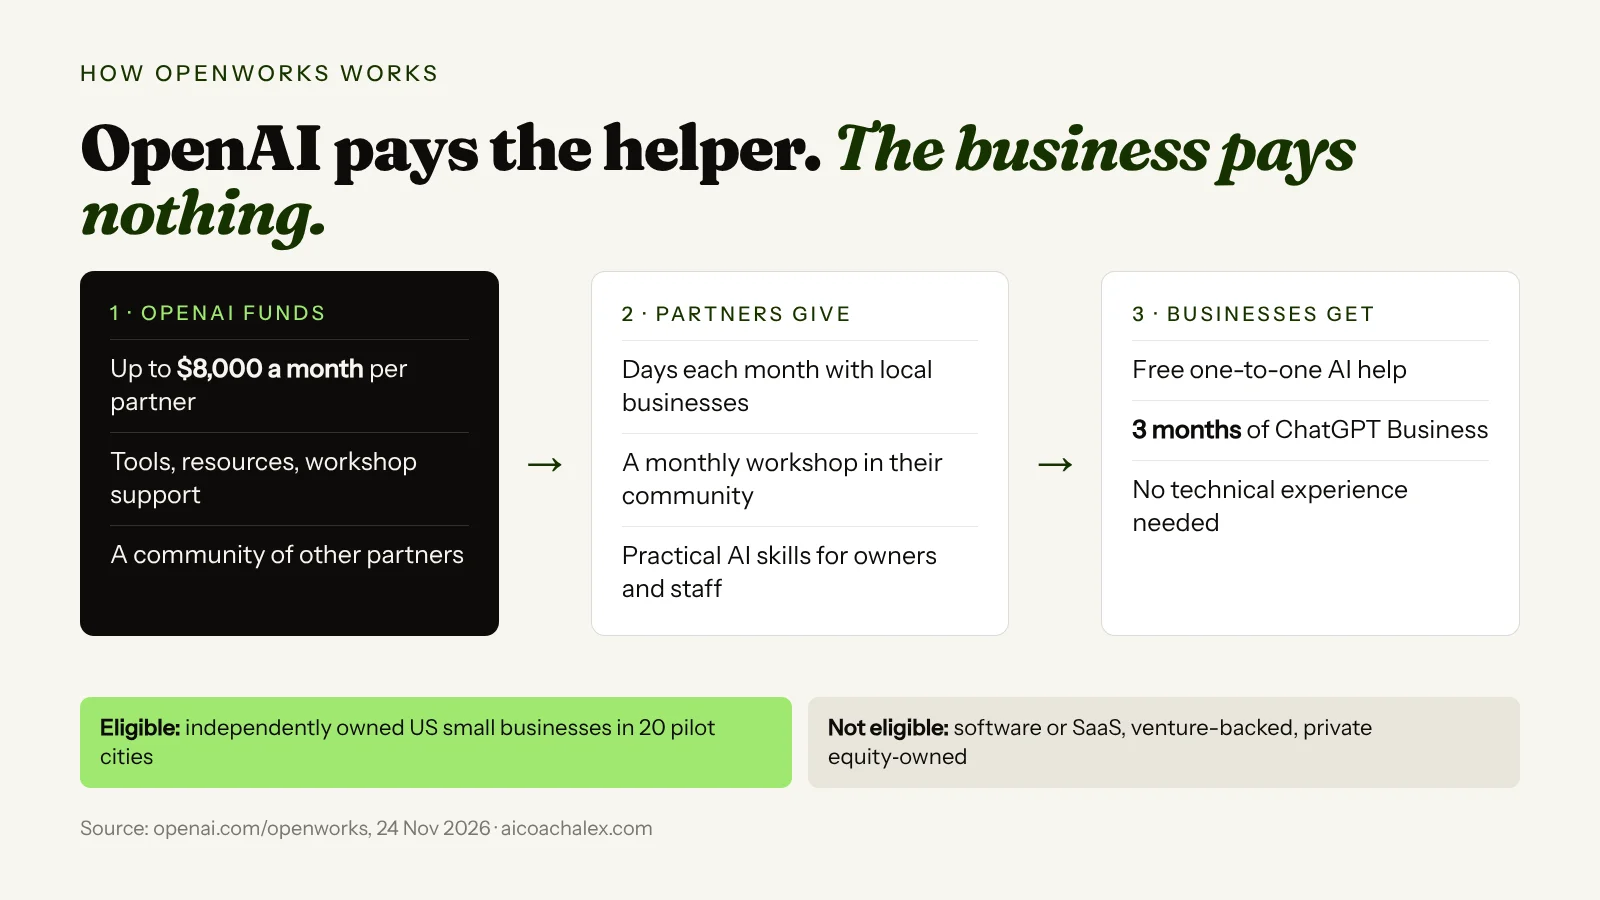 HOW OPENWORKS WORKS
OpenAI pays the helper. The business pays
nothing.
1 · OPENAI FUNDS
Up to $8,000 a month per
partner
Tools, resources, workshop
support
A community of other partners
→
2 · PARTNERS GIVE
Days each month with local
businesses
A monthly workshop in their
community
Practical AI skills for owners
and staff
→
3 · BUSINESSES GET
Free one-to-one AI help
3 months of ChatGPT Business
No technical experience
needed
Eligible: independently owned US small businesses in 20 pilot
cities
Not eligible: software or SaaS, venture-backed, private
equity-owned
Source: openai.com/openworks, 24 Nov 2026 · aicoachalex.com